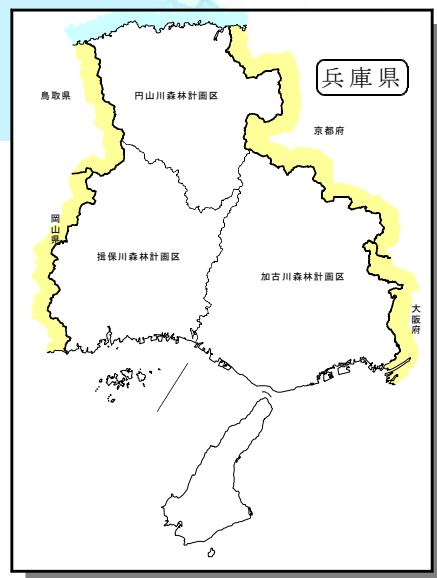 兵庫県
鳥取県
円山川森林計画区
京都府
岡山県
揖保川森林計画区
加古川森林計画区
大阪府